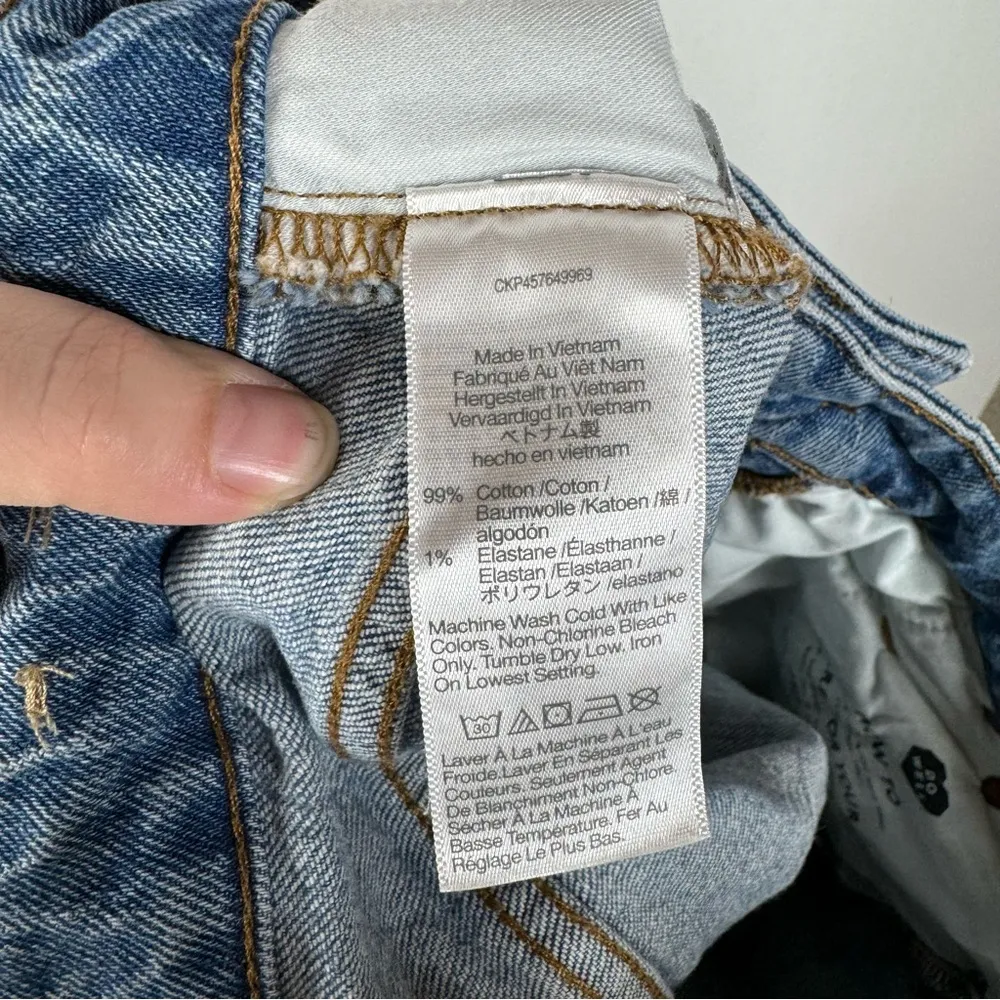 CKP457649969
Made In Vietnam
Fabriqué Au Viêt Nam
Hergestellt In Vietnam
Vervaardigd In Vietnam
ベトナム製
hecho en vietnam
99% Cotton /Coton /
Baumwolle /Katoen /綿 /
algodón
1% Elastane /Élasthanne /
Elastan /Elastaan /
ポリウレタン /elastano
Machine Wash Cold With Like
Colors. Non-Chlorine Bleach
Only. Tumble Dry Low. Iron
On Lowest Setting.
30
Laver À La Machine À L'eau
Froide.Laver En Séparant Les
Couleurs. Seulement Agent
De Blanchiment Non-Chlore.
Sécher À La Machine À
Basse Température. Fer Au
Réglage Le Plus Bas.
DO
WELL
YOUR